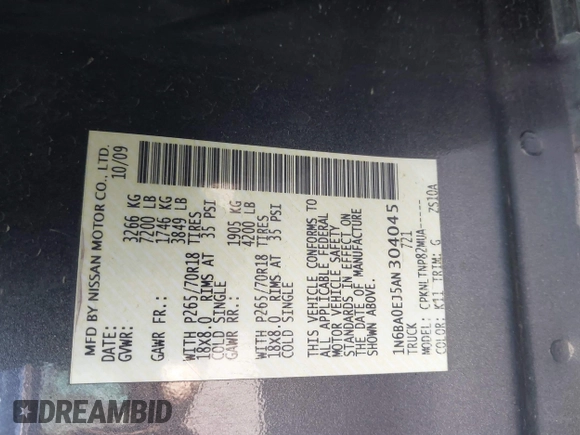 MFD BY NISSAN MOTOR CO., LTD.
DATE: 10/09
GVWR: 3266 KG
7200 LB
GAWR FR.: 1746 KG
3849 LB
WITH P265/70R18 TIRES
18X8.0 RIMS AT 35 PSI
COLD SINGLE
GAWR RR.: 1905 KG
4200 LB
WITH P265/70R18 TIRES
18X8.0 RIMS AT 35 PSI
COLD SINGLE
THIS VEHICLE CONFORMS TO
ALL APPLICABLE FEDERAL
MOTOR VEHICLE SAFETY
STANDARDS IN EFFECT ON
THE DATE OF MANUFACTURE
SHOWN ABOVE.
1N6BA0EJ5AN304045
TRUCK 721
MODEL: CPKNLTNP82MUA-----
COLOR: K11 TRIM: G ZS10A
DREAMBID